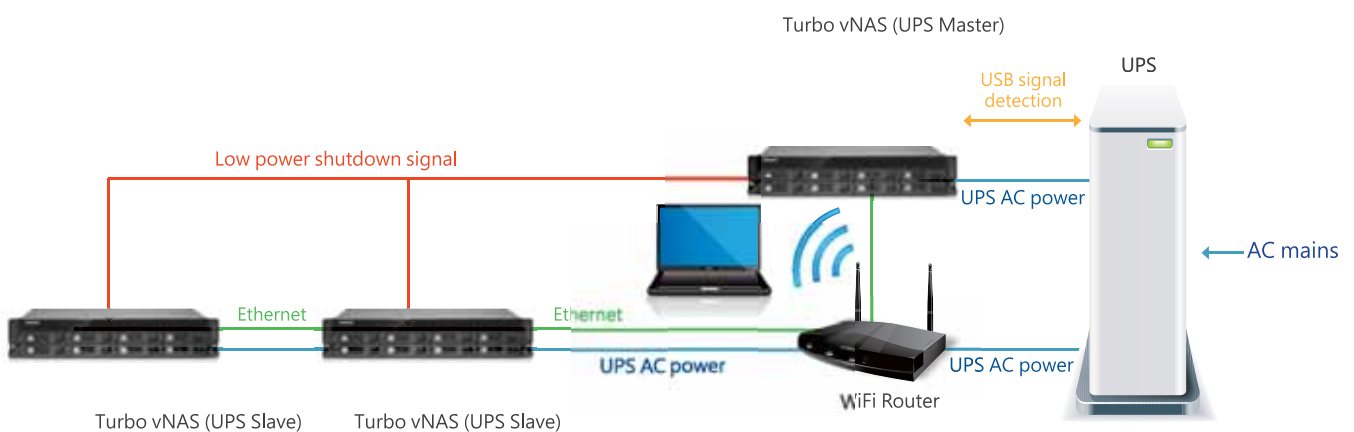 Turbo vNAS (UPS Master)
UPS
USB signal
detection
Low power shutdown signal
UPS AC power
AC mains
Ethernet
Ethernet
UPS AC power
UPS AC power
WiFi Router
Turbo vNAS (UPS Slave)
Turbo vNAS (UPS Slave)